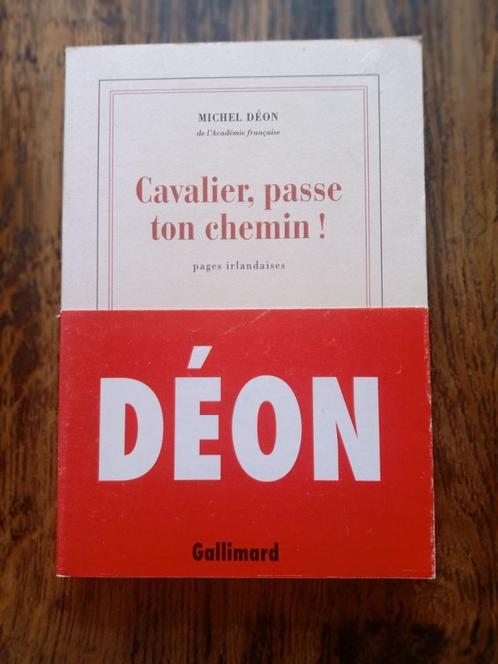 MICHEL DÉON
de l'Académie française
Cavalier, passe
ton chemin !
pages irlandaises
DÉON
Gallimard